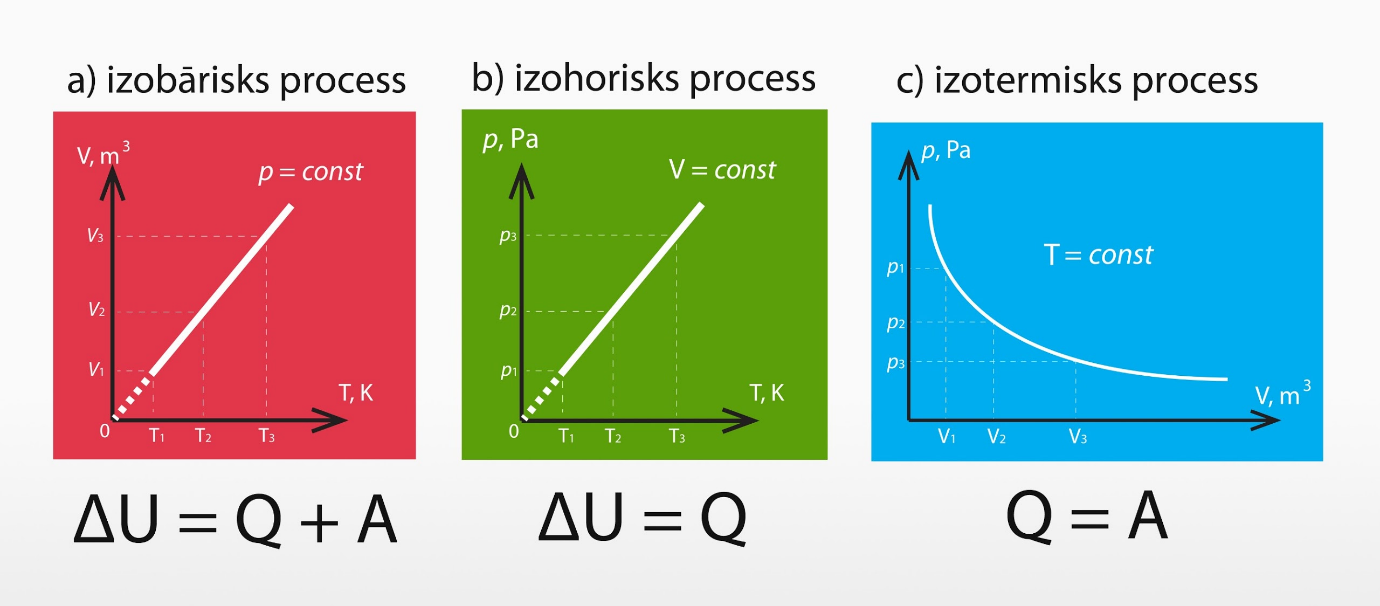 a) izobārisks process
V, m³
p = const
V₃
V₂
V₁
T, K
0
T₁
T₂
T₃
ΔU = Q + A
b) izohorisks process
p, Pa
V = const
p₃
p₂
p₁
T, K
0
T₁
T₂
T₃
ΔU = Q
c) izotermisks process
p, Pa
T = const
p₁
p₂
p₃
V, m³
V₁
V₂
V₃
Q = A